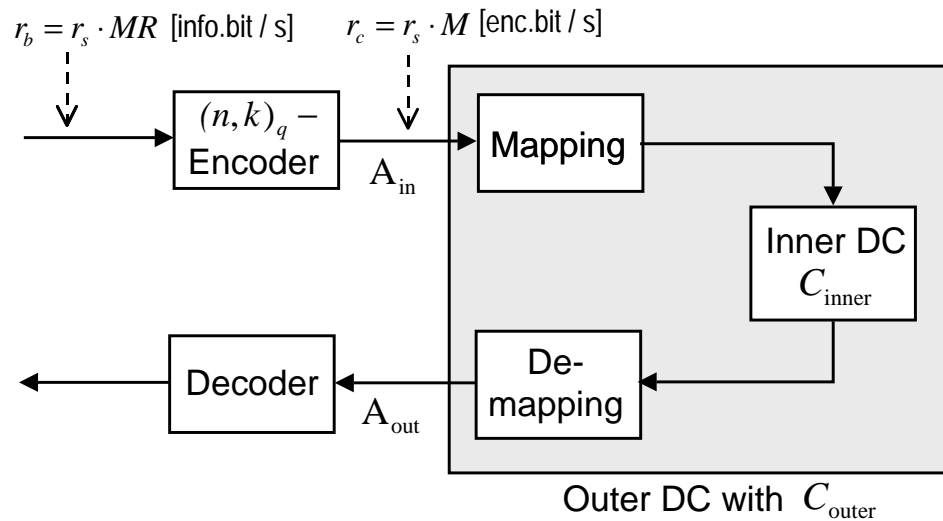 r_b = r_s · MR [info.bit / s]
r_c = r_s · M [enc.bit / s]
(n, k)_q –
Encoder
A_in
Mapping
Inner DC
C_inner
Decoder
A_out
De-
mapping
Outer DC with C_outer